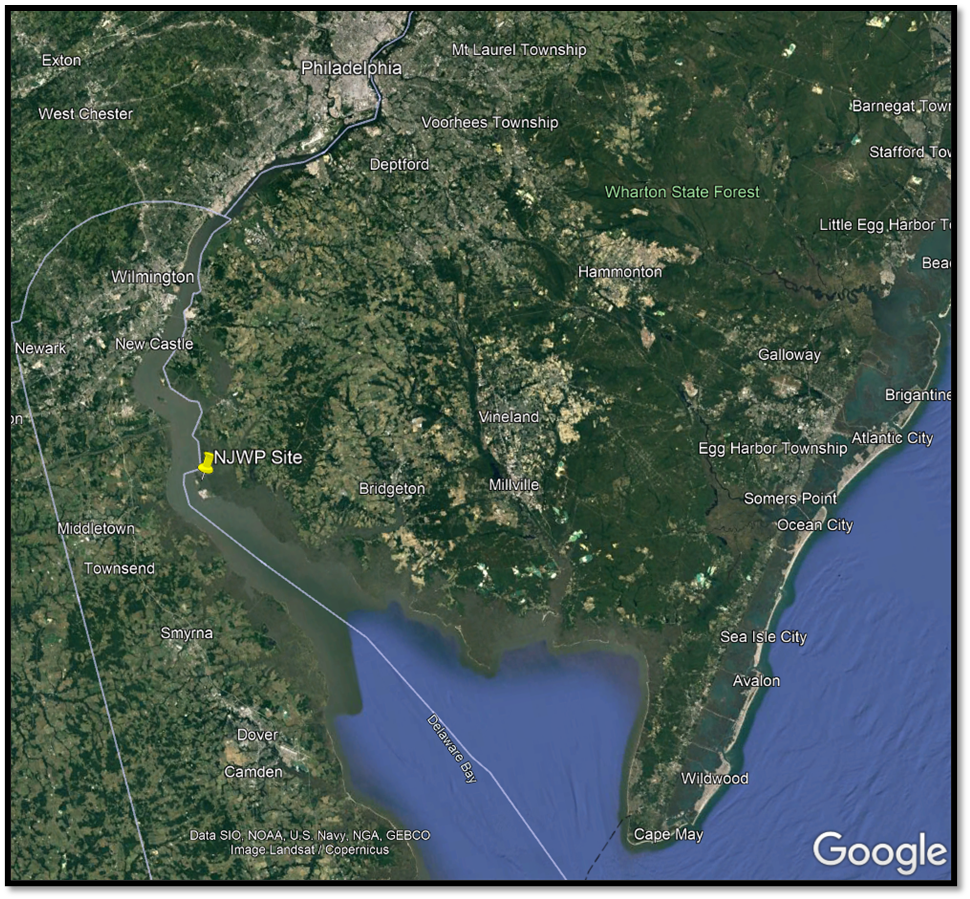 Mt Laurel Township
Exton
Philadelphia
West Chester
Barnegat Town
Voorhees Township
Stafford Tow
Deptford
Wharton State Forest
Little Egg Harbor T
Bea
Hammonton
Wilmington
New Castle
Newark
Galloway
Brigantine
on
Vineland
Atlantic City
Egg Harbor Township
NJWP Site
Bridgeton
Millville
Somers Point
Ocean City
Middletown
Townsend
Smyrna
Sea Isle City
Avalon
Dover
Delaware Bay
Camden
Wildwood
Cape May
Data SIO, NOAA, U.S. Navy, NGA, GEBCO
Image Landsat / Copernicus
Google